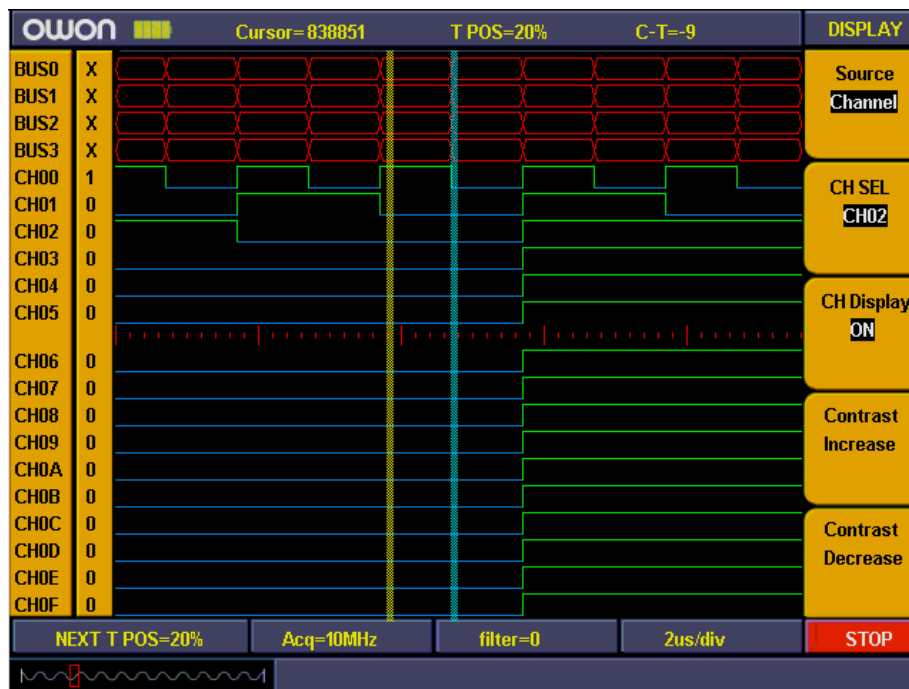 OWON Cursor=838851 T POS=20% C-T=-9 DISPLAY
BUS0 X
BUS1 X
BUS2 X
BUS3 X
CH00 1
CH01 0
CH02 0
CH03 0
CH04 0
CH05 0
CH06 0
CH07 0
CH08 0
CH09 0
CH0A 0
CH0B 0
CH0C 0
CH0D 0
CH0E 0
CH0F 0
Source
Channel
CH SEL
CH02
CH Display
ON
Contrast
Increase
Contrast
Decrease
NEXT T POS=20% Acq=10MHz filter=0 2us/div STOP